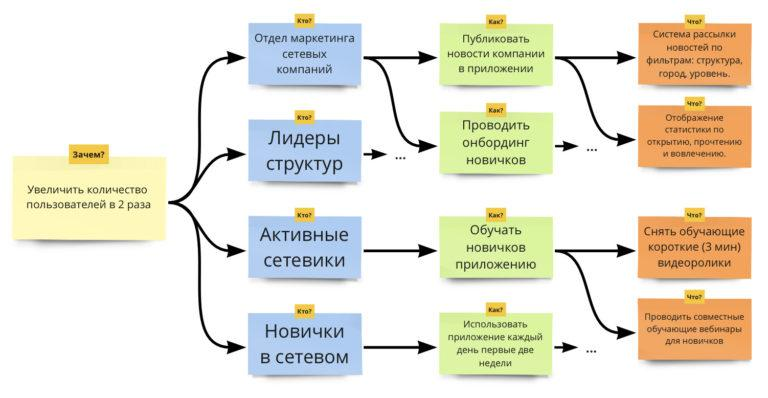 Зачем?
Увеличить количество
пользователей в 2 раза
Кто?
Отдел маркетинга
сетевых
компаний
Кто?
Лидеры
структур
...
Кто?
Активные
сетевики
Кто?
Новички
в сетевом
Как?
Публиковать
новости компании
в приложении
Как?
Проводить
онбординг
новичков
...
Как?
Обучать
новичков
приложению
Как?
Использовать
приложение каждый
день первые две
недели
...
Что?
Система рассылки
новостей по
фильтрам: структура,
город, уровень.
Что?
Отображение
статистики по
открытию, прочтению
и вовлечению.
Что?
Снять обучающие
короткие (3 мин)
видеоролики
Что?
Проводить совместные
обучающие вебинары
для новичков